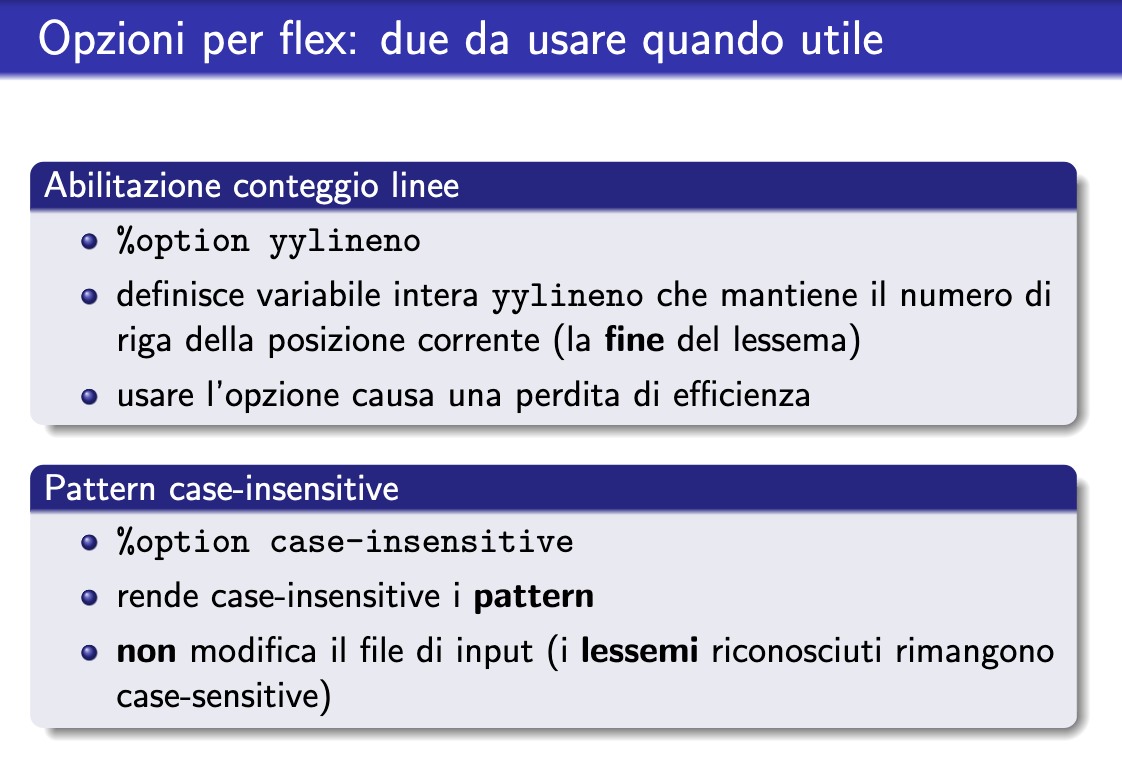 Opzioni per flex: due da usare quando utile
Abilitazione conteggio linee
%option yylineno
definisce variabile intera yylineno che mantiene il numero di
riga della posizione corrente (la fine del lessema)
usare l'opzione causa una perdita di efficienza
Pattern case-insensitive
%option case-insensitive
rende case-insensitive i pattern
non modifica il file di input (i lessemi riconosciuti rimangono
case-sensitive)